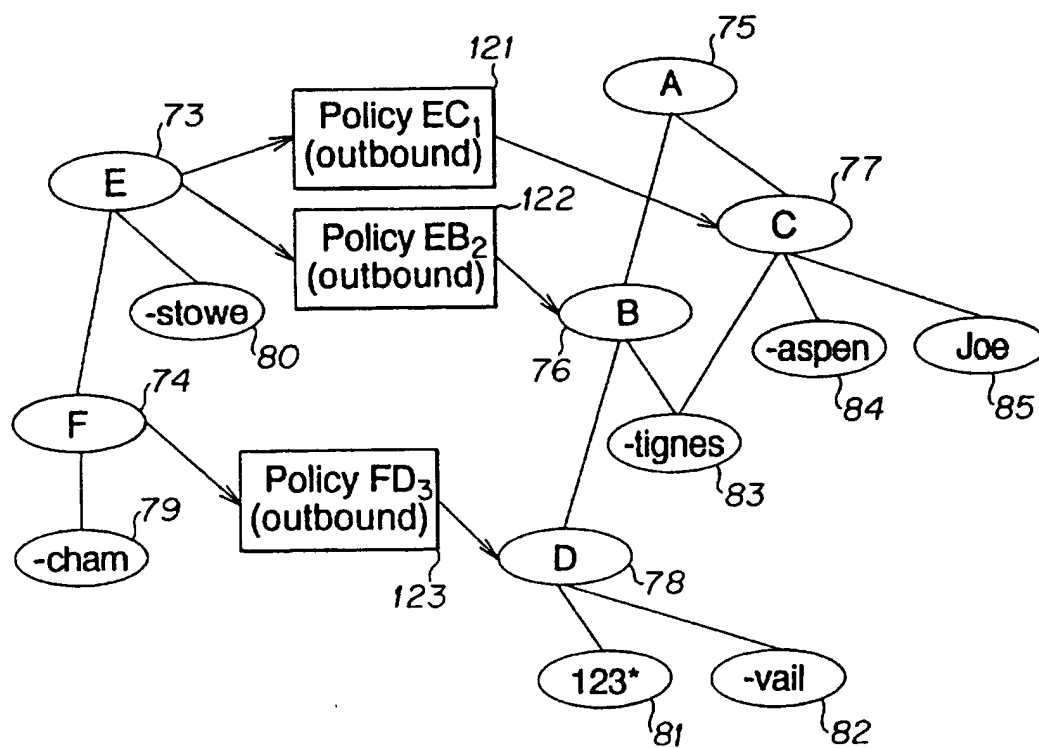 75
A
121
Policy EC₁
(outbound)
73
E
77
C
122
Policy EB₂
(outbound)
-stowe
80
B
76
-aspen
84
Joe
85
74
F
-tignes
83
Policy FD₃
(outbound)
123
79
-cham
D
78
123*
81
-vail
82